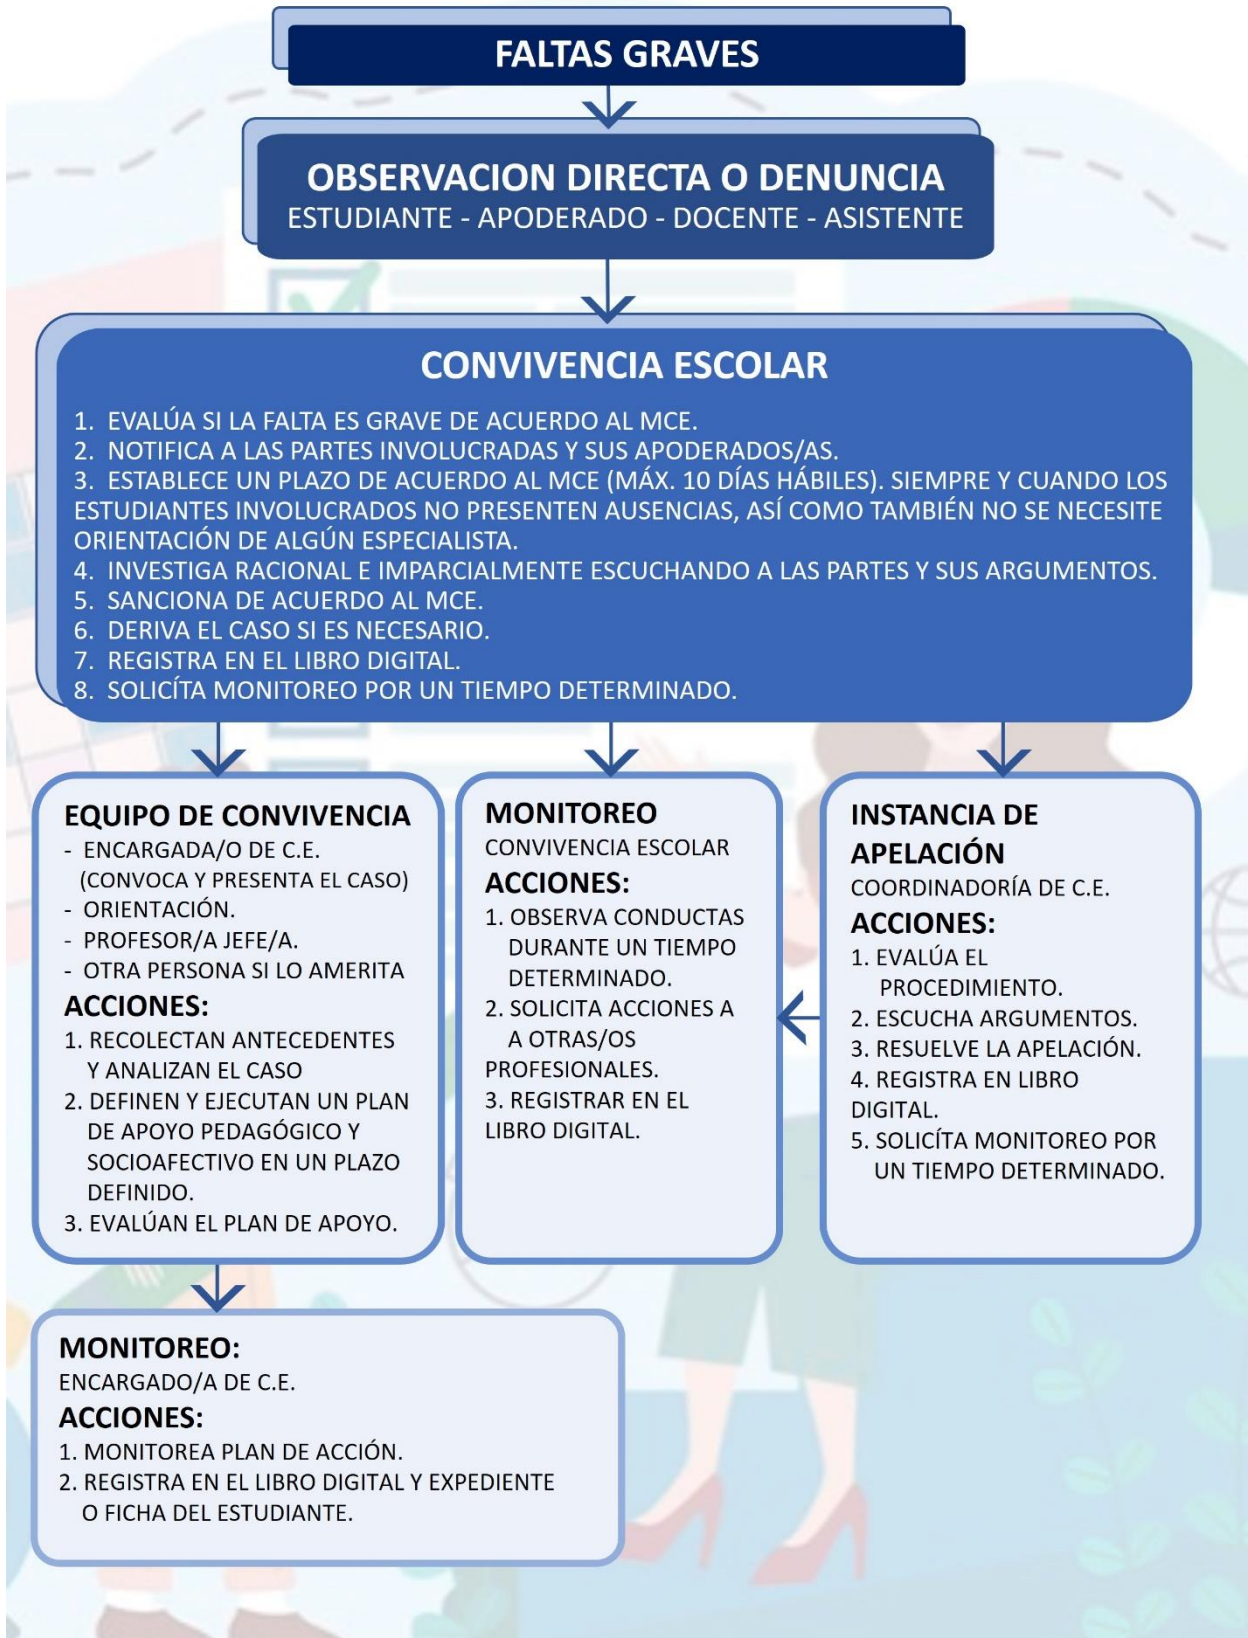 FALTAS GRAVES
OBSERVACION DIRECTA O DENUNCIA
ESTUDIANTE - APODERADO - DOCENTE - ASISTENTE
CONVIVENCIA ESCOLAR
1. EVALÚA SI LA FALTA ES GRAVE DE ACUERDO AL MCE.
2. NOTIFICA A LAS PARTES INVOLUCRADAS Y SUS APODERADOS/AS.
3. ESTABLECE UN PLAZO DE ACUERDO AL MCE (MÁX. 10 DÍAS HÁBILES). SIEMPRE Y CUANDO LOS
ESTUDIANTES INVOLUCRADOS NO PRESENTEN AUSENCIAS, ASÍ COMO TAMBIÉN NO SE NECESITE
ORIENTACIÓN DE ALGÚN ESPECIALISTA.
4. INVESTIGA RACIONAL E IMPARCIALMENTE ESCUCHANDO A LAS PARTES Y SUS ARGUMENTOS.
5. SANCIONA DE ACUERDO AL MCE.
6. DERIVA EL CASO SI ES NECESARIO.
7. REGISTRA EN EL LIBRO DIGITAL.
8. SOLICÍTA MONITOREO POR UN TIEMPO DETERMINADO.
EQUIPO DE CONVIVENCIA
- ENCARGADA/O DE C.E.
(CONVOCA Y PRESENTA EL CASO)
- ORIENTACIÓN.
- PROFESOR/A JEFE/A.
- OTRA PERSONA SI LO AMERITA
ACCIONES:
1. RECOLECTAN ANTECEDENTES
Y ANALIZAN EL CASO
2. DEFINEN Y EJECUTAN UN PLAN
DE APOYO PEDAGÓGICO Y
SOCIOAFECTIVO EN UN PLAZO
DEFINIDO.
3. EVALÚAN EL PLAN DE APOYO.
MONITOREO
CONVIVENCIA ESCOLAR
ACCIONES:
1. OBSERVA CONDUCTAS
DURANTE UN TIEMPO
DETERMINADO.
2. SOLICITA ACCIONES A
A OTRAS/OS
PROFESIONALES.
3. REGISTRAR EN EL
LIBRO DIGITAL.
INSTANCIA DE
APELACIÓN
COORDINADORÍA DE C.E.
ACCIONES:
1. EVALÚA EL
PROCEDIMIENTO.
2. ESCUCHA ARGUMENTOS.
3. RESUELVE LA APELACIÓN.
4. REGISTRA EN LIBRO
DIGITAL.
5. SOLICÍTA MONITOREO POR
UN TIEMPO DETERMINADO.
MONITOREO:
ENCARGADO/A DE C.E.
ACCIONES:
1. MONITOREA PLAN DE ACCIÓN.
2. REGISTRA EN EL LIBRO DIGITAL Y EXPEDIENTE
O FICHA DEL ESTUDIANTE.